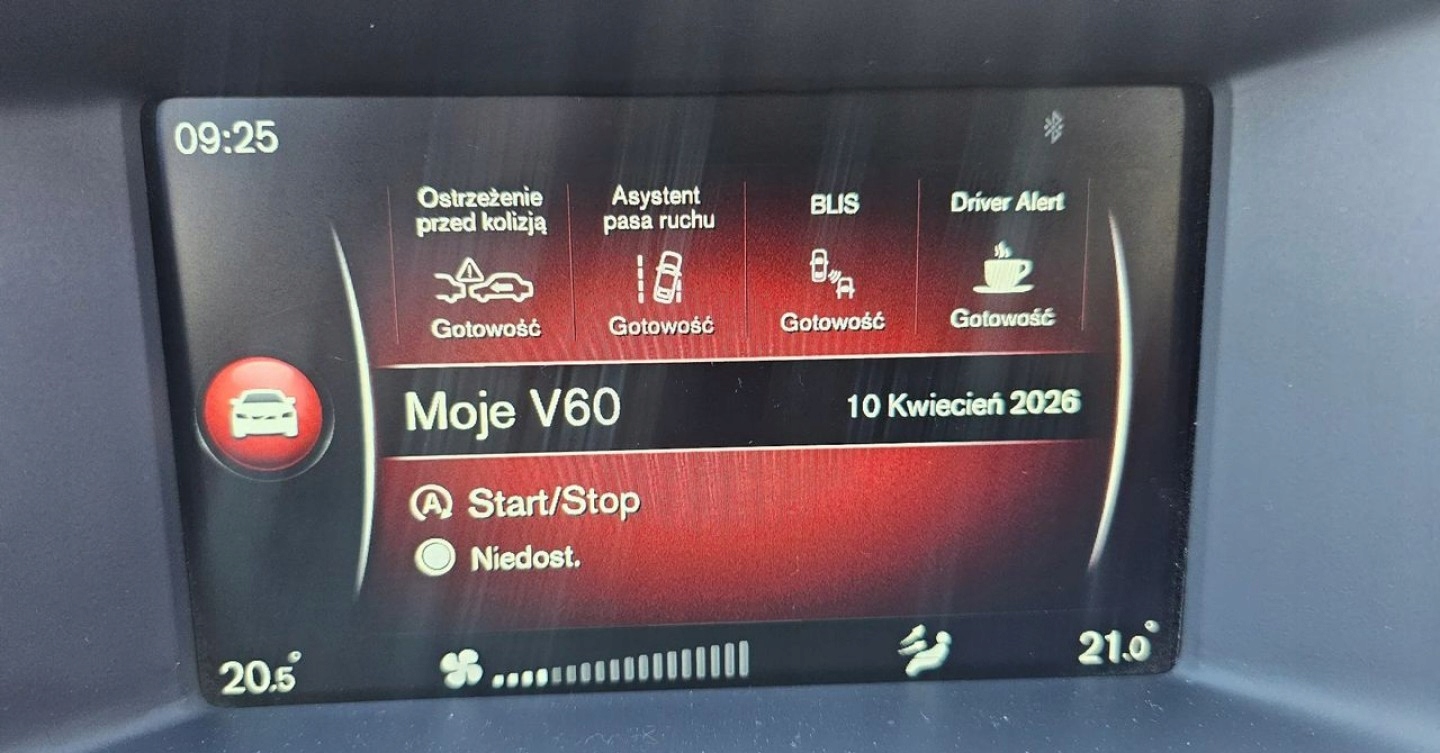 09:25
Ostrzeżenie
przed kolizją
Gotowość
Asystent
pasa ruchu
Gotowość
BLIS
Gotowość
Driver Alert
Gotowość
Moje V60
10 Kwiecień 2026
A Start/Stop
Niedost.
20.5°
21.0°